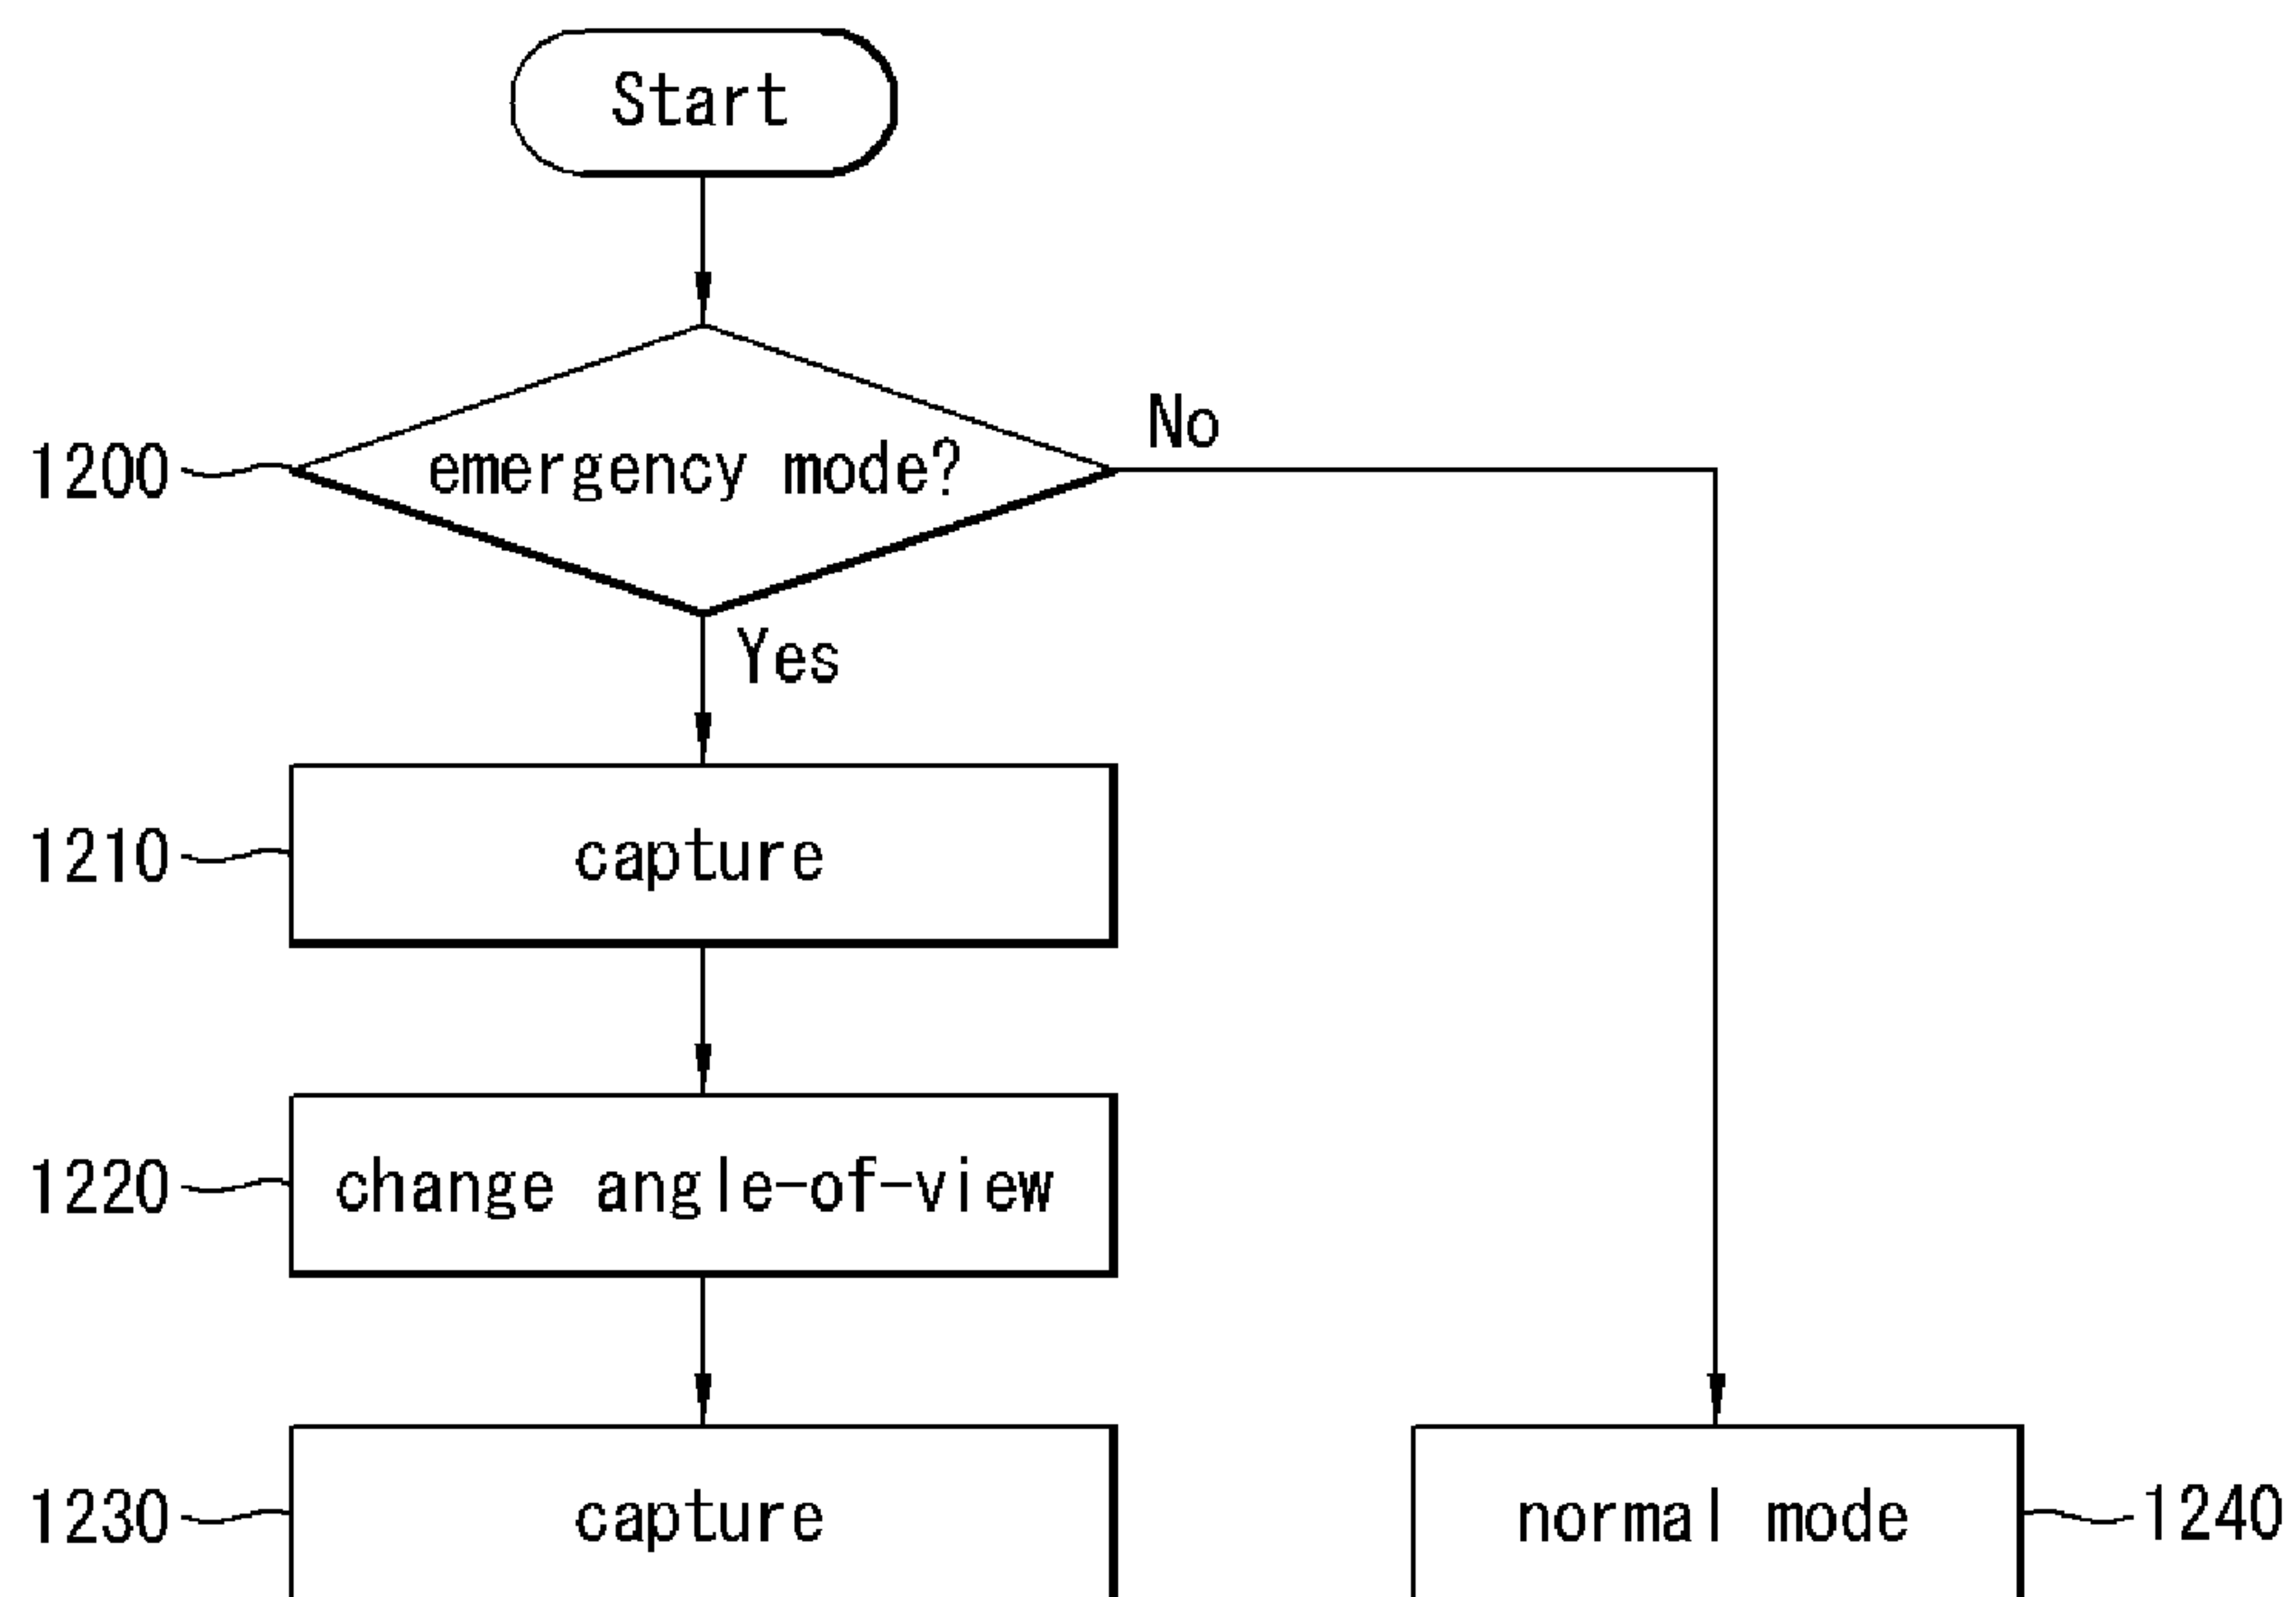 Start
No
1200 emergency mode?
Yes
1210 capture
1220 change angle-of-view
1230 capture
normal mode 1240